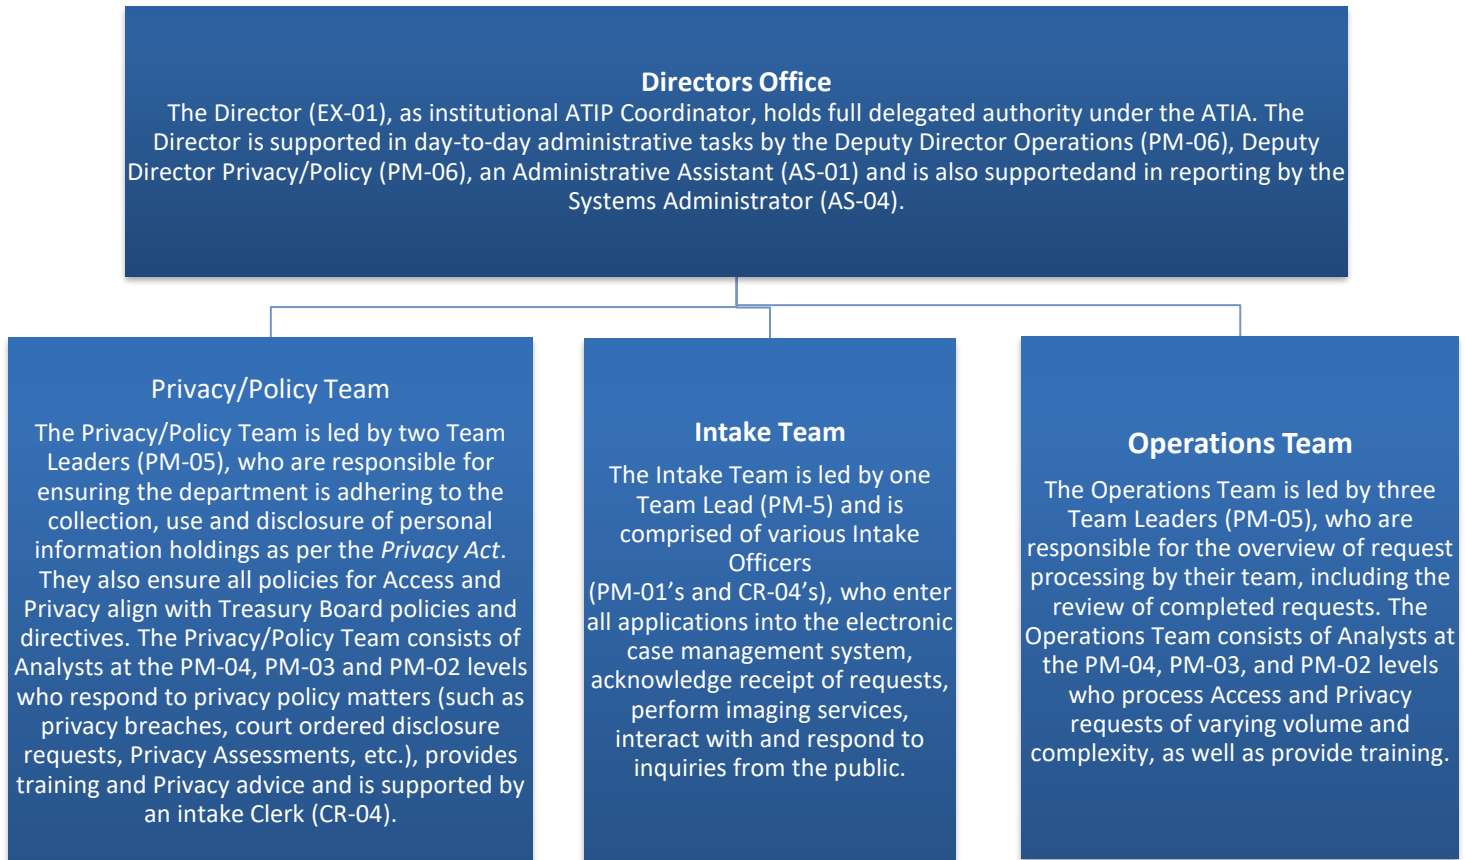 Directors Office
The Director (EX-01), as institutional ATIP Coordinator, holds full delegated authority under the ATIA. The
Director is supported in day-to-day administrative tasks by the Deputy Director Operations (PM-06), Deputy
Director Privacy/Policy (PM-06), an Administrative Assistant (AS-01) and is also supportedand in reporting by the
Systems Administrator (AS-04).
Privacy/Policy Team
The Privacy/Policy Team is led by two Team
Leaders (PM-05), who are responsible for
ensuring the department is adhering to the
collection, use and disclosure of personal
information holdings as per the Privacy Act.
They also ensure all policies for Access and
Privacy align with Treasury Board policies and
directives. The Privacy/Policy Team consists of
Analysts at the PM-04, PM-03 and PM-02 levels
who respond to privacy policy matters (such as
privacy breaches, court ordered disclosure
requests, Privacy Assessments, etc.), provides
training and Privacy advice and is supported by
an intake Clerk (CR-04).
Intake Team
The Intake Team is led by one
Team Lead (PM-5) and is
comprised of various Intake
Officers
(PM-01’s and CR-04’s), who enter
all applications into the electronic
case management system,
acknowledge receipt of requests,
perform imaging services,
interact with and respond to
inquiries from the public.
Operations Team
The Operations Team is led by three
Team Leaders (PM-05), who are
responsible for the overview of request
processing by their team, including the
review of completed requests. The
Operations Team consists of Analysts at
the PM-04, PM-03, and PM-02 levels
who process Access and Privacy
requests of varying volume and
complexity, as well as provide training.